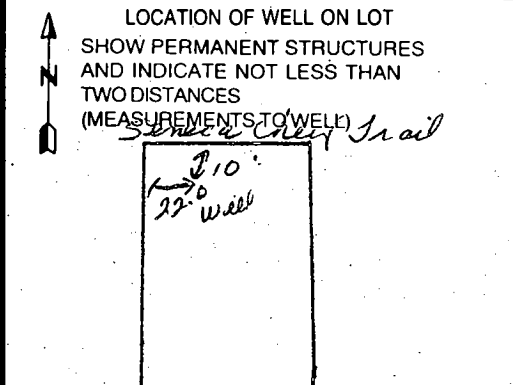 LOCATION OF WELL ON LOT
SHOW PERMANENT STRUCTURES
N AND INDICATE NOT LESS THAN
TWO DISTANCES
(MEASUREMENTS TO WELL)
Seneca Trail
10'
22'
Well